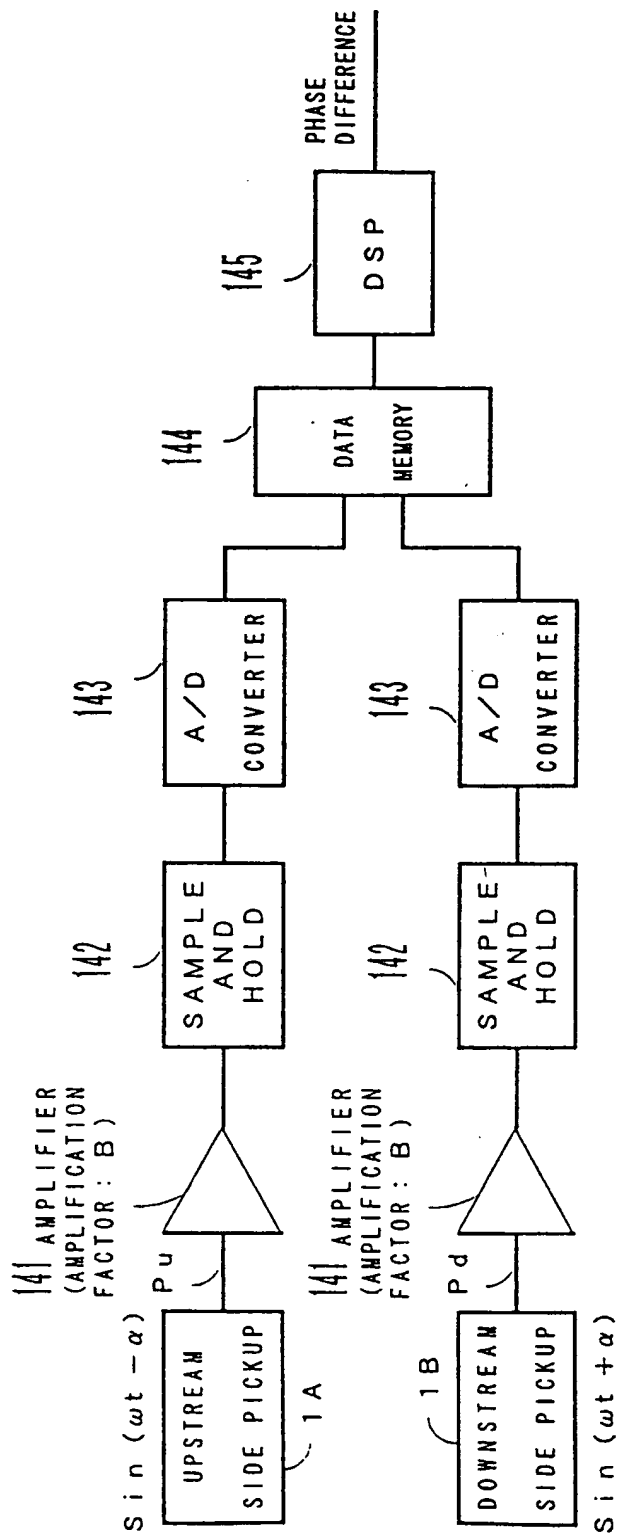 Sin (ωt − α)
UPSTREAM
SIDE PICKUP
1A
Pu
141 AMPLIFIER
(AMPLIFICATION
FACTOR : B)
142
SAMPLE
AND
HOLD
143
A/D
CONVERTER
Sin (ωt + α)
DOWNSTREAM
SIDE PICKUP
1B
Pd
141 AMPLIFIER
(AMPLIFICATION
FACTOR : B)
142
SAMPLE
AND
HOLD
143
A/D
CONVERTER
144
DATA
MEMORY
145
DSP
PHASE
DIFFERENCE